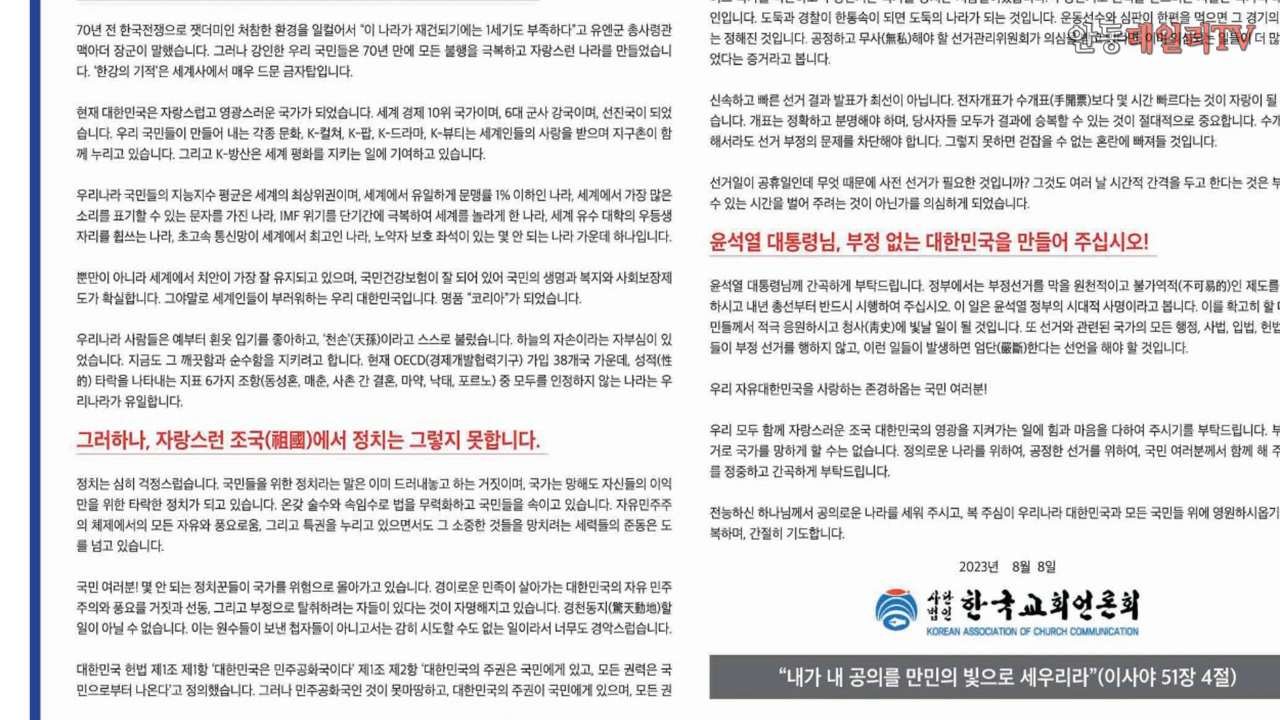 70년 전 한국전쟁으로 잿더미인 처참한 환경을 일컬어서 “이 나라가 재건되기에는 1세기도 부족하다”고 유엔군 총사령관
맥아더 장군이 말했습니다. 그러나 강인한 우리 국민들은 70년 만에 모든 불행을 극복하고 자랑스런 나라를 만들었습니
다. ‘한강의 기적’은 세계사에서 매우 드문 금자탑입니다.
현재 대한민국은 자랑스럽고 영광스러운 국가가 되었습니다. 세계 경제 10위 국가이며, 6대 군사 강국이며, 선진국이 되었
습니다. 우리 국민들이 만들어 내는 각종 문화, K-컬쳐, K-팝, K-드라마, K-뷰티는 세계인들의 사랑을 받으며 지구촌이 함
께 누리고 있습니다. 그리고 K-방산은 세계 평화를 지키는 일에 기여하고 있습니다.
우리나라 국민들의 지능지수 평균은 세계의 최상위권이며, 세계에서 유일하게 문맹률 1% 이하인 나라, 세계에서 가장 많은
소리를 표기할 수 있는 문자를 가진 나라, IMF 위기를 단기간에 극복하여 세계를 놀라게 한 나라, 세계 유수 대학의 우등생
자리를 휩쓰는 나라, 초고속 통신망이 세계에서 최고인 나라, 노약자 보호 좌석이 있는 몇 안 되는 나라 가운데 하나입니다.
뿐만이 아니라 세계에서 치안이 가장 잘 유지되고 있으며, 국민건강보험이 잘 되어 있어 국민의 생명과 복지와 사회보장제
도가 확실합니다. 그야말로 세계인들이 부러워하는 우리 대한민국입니다. 명품 “코리아”가 되었습니다.
우리나라 사람들은 예부터 흰옷 입기를 좋아하고, ‘천손’(天孫)이라고 스스로 불렀습니다. 하늘의 자손이라는 자부심이 있
었습니다. 지금도 그 깨끗함과 순수함을 지키려고 합니다. 현재 OECD(경제개발협력기구) 가입 38개국 가운데, 성적(性
的) 타락을 나타내는 지표 6가지 조항(동성혼, 매춘, 사촌 간 결혼, 마약, 낙태, 포르노) 중 모두를 인정하지 않는 나라는 우
리나라가 유일합니다.
그러하나, 자랑스런 조국(祖國)에서 정치는 그렇지 못합니다.
정치는 심히 걱정스럽습니다. 국민들을 위한 정치라는 말은 이미 드러내놓고 하는 거짓이며, 국가는 망해도 자신들의 이익
만을 위한 타락한 정치가 되고 있습니다. 온갖 술수와 속임수로 법을 무력화하고 국민들을 속이고 있습니다. 자유민주주
의 체제에서의 모든 자유와 풍요로움, 그리고 특권을 누리고 있으면서도 그 소중한 것들을 망치려는 세력들의 준동은 도
를 넘고 있습니다.
국민 여러분! 몇 안 되는 정치꾼들이 국가를 위험으로 몰아가고 있습니다. 경이로운 민족이 살아가는 대한민국의 자유 민주
주의와 풍요를 거짓과 선동, 그리고 부정으로 탈취하려는 자들이 있다는 것이 자명해지고 있습니다. 경천동지(驚天動地)할
일이 아닐 수 없습니다. 이는 원수들이 보낸 첩자들이 아니고서는 감히 시도할 수도 없는 일이라서 너무도 경악스럽습니다.
대한민국 헌법 제1조 제1항 ‘대한민국은 민주공화국이다’ 제1조 제2항 ‘대한민국의 주권은 국민에게 있고, 모든 권력은 국
민으로부터 나온다’고 정의했습니다. 그러나 민주공화국인 것이 못마땅하고, 대한민국의 주권이 국민에게 있으며, 모든 권
인입니다. 도둑과 경찰이 한통속이 되면 도둑의 나라가 되는 것입니다. 운동선수와 심판이 한편을 먹으면 그 경기의
는 정해진 것입니다. 공정하고 무사(無私)해야 할 선거관리위원회가 의심을 더 많
었다는 증거라고 봅니다.
데일리TV
신속하고 빠른 선거 결과 발표가 최선이 아닙니다. 전자개표가 수개표(手開票)보다 몇 시간 빠르다는 것이 자랑이 될
습니다. 개표는 정확하고 분명해야 하며, 당사자들 모두가 결과에 승복할 수 있는 것이 절대적으로 중요합니다. 수개
해서라도 선거 부정의 문제를 차단해야 합니다. 그렇지 못하면 걷잡을 수 없는 혼란에 빠져들 것입니다.
선거일이 공휴일인데 무엇 때문에 사전 선거가 필요한 것입니까? 그것도 여러 날 시간적 간격을 두고 한다는 것은 부
수 있는 시간을 벌어 주려는 것이 아닌가를 의심하게 되었습니다.
윤석열 대통령님, 부정 없는 대한민국을 만들어 주십시오!
윤석열 대통령님께 간곡하게 부탁드립니다. 정부에서는 부정선거를 막을 원천적이고 불가역적(不可易的)인 제도를
하시고 내년 총선부터 반드시 시행하여 주십시오. 이 일은 윤석열 정부의 시대적 사명이라고 봅니다. 이를 확고히 할
민들께서 적극 응원하시고 청사(靑史)에 빛날 일이 될 것입니다. 또 선거와 관련된 국가의 모든 행정, 사법, 입법, 헌법
들이 부정 선거를 행하지 않고, 이런 일들이 발생하면 엄단(嚴斷)한다는 선언을 해야 할 것입니다.
우리 자유대한민국을 사랑하는 존경하옵는 국민 여러분!
우리 모두 함께 자랑스러운 조국 대한민국의 영광을 지켜가는 일에 힘과 마음을 다하여 주시기를 부탁드립니다. 부
거로 국가를 망하게 할 수는 없습니다. 정의로운 나라를 위하여, 공정한 선거를 위하여, 국민 여러분께서 함께 해 주
를 정중하고 간곡하게 부탁드립니다.
전능하신 하나님께서 공의로운 나라를 세워 주시고, 복 주심이 우리나라 대한민국과 모든 국민들 위에 영원하시옵기
복하며, 간절히 기도합니다.
2023년 8월 8일
사단법인 한국교회언론회
KOREAN ASSOCIATION OF CHURCH COMMUNICATION
“내가 내 공의를 만민의 빛으로 세우리라”(이사야 51장 4절)